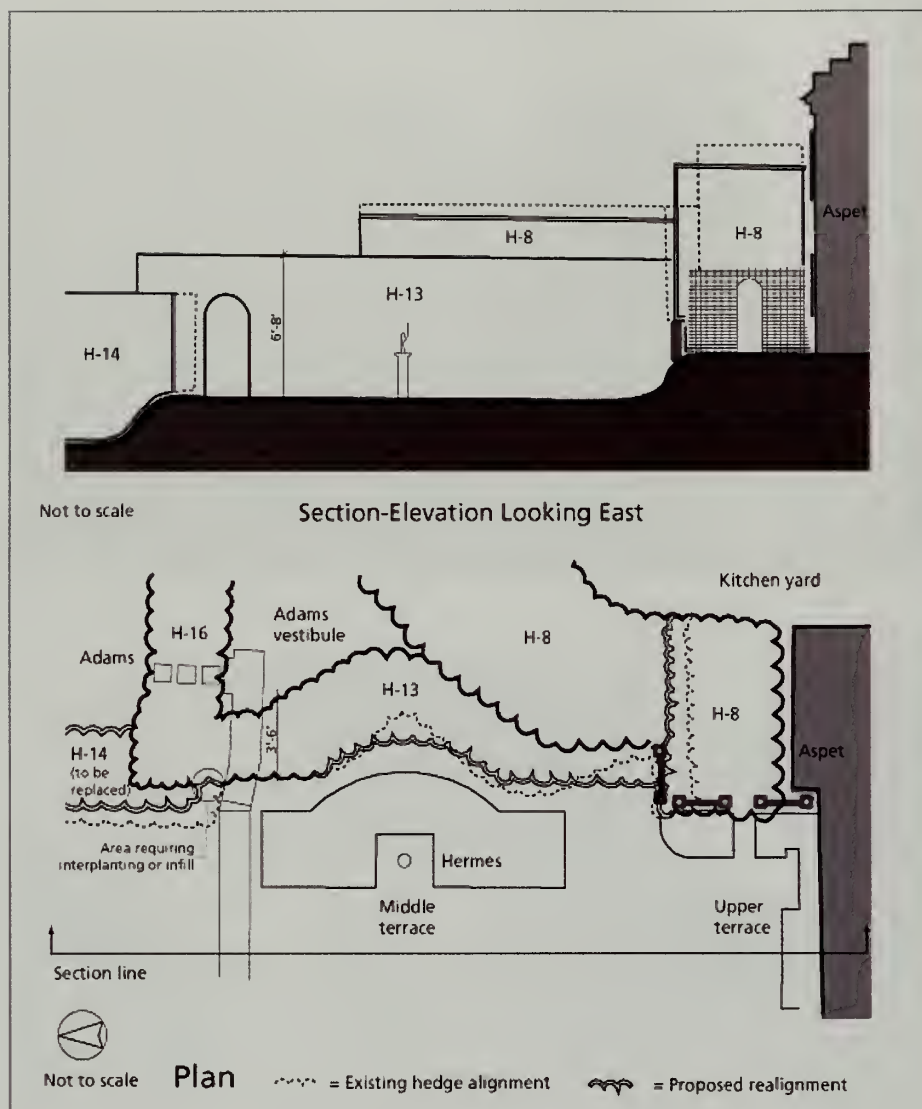 Aspet
H-8
H-8
H-13
6'-8'
H-14
Not to scale
Section-Elevation Looking East
Kitchen yard
Adams
vestibule
H-16
H-8
Adams
H-13
H-8
3'-6'
H-14
(to be
replaced)
Aspet
Area requiring
interplanting or infill
Hermes
Middle
terrace
Upper
terrace
Section line
Not to scale
Plan
= Existing hedge alignment
= Proposed realignment